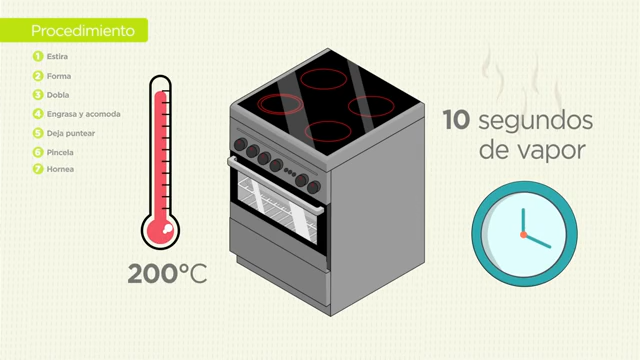 Procedimiento
1 Estira
2 Forma
3 Dobla
4 Engrasa y acomoda
5 Deja puntear
6 Pincela
7 Hornea
200°C
10 segundos
de vapor